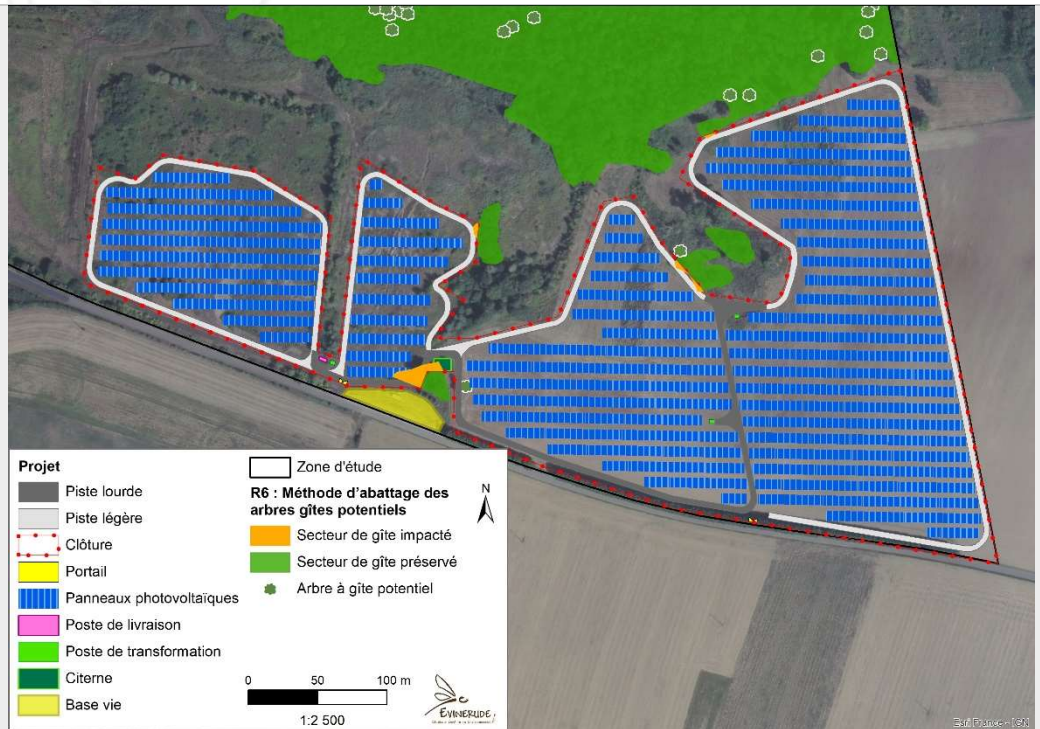 Projet
Piste lourde
Piste légère
Clôture
Portail
Panneaux photovoltaïques
Poste de livraison
Poste de transformation
Citerne
Base vie
Zone d'étude
R6 : Méthode d'abattage des
arbres gîtes potentiels
Secteur de gîte impacté
Secteur de gîte préservé
Arbre à gîte potentiel
N
0 50 100 m
1:2 500
EVINERUDE
Esri France - IGN